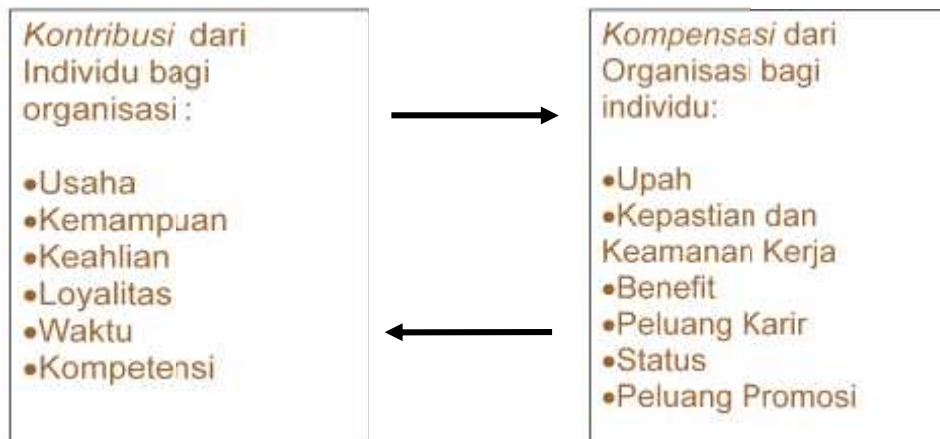 Kontribusi dari
Individu bagi
organisasi :
•Usaha
•Kemampuan
•Keahlian
•Loyalitas
•Waktu
•Kompetensi
Kompensasi dari
Organisasi bagi
individu:
•Upah
•Kepastian dan
Keamanan Kerja
•Benefit
•Peluang Karir
•Status
•Peluang Promosi